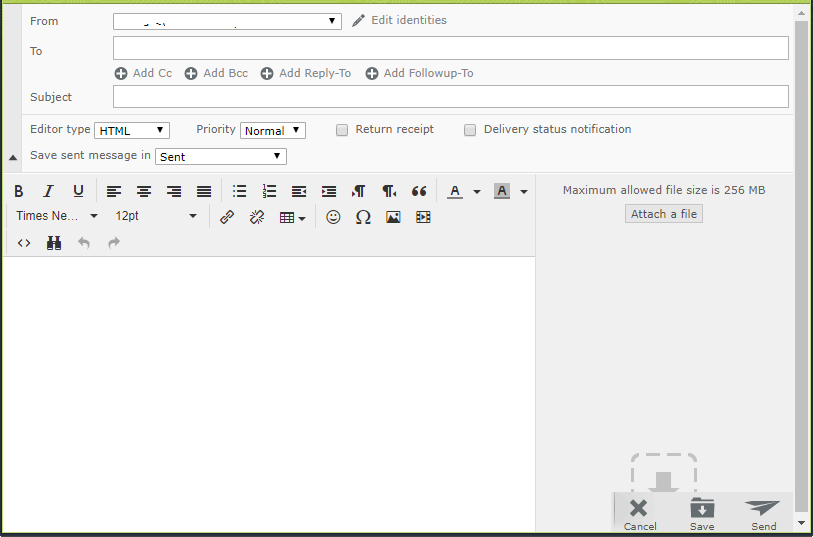 From Edit identities
To
Add Cc Add Bcc Add Reply-To Add Followup-To
Subject
Editor type HTML Priority Normal Return receipt Delivery status notification
Save sent message in Sent
B I U A A
Times Ne... 12pt
Maximum allowed file size is 256 MB
Attach a file
Cancel Save Send